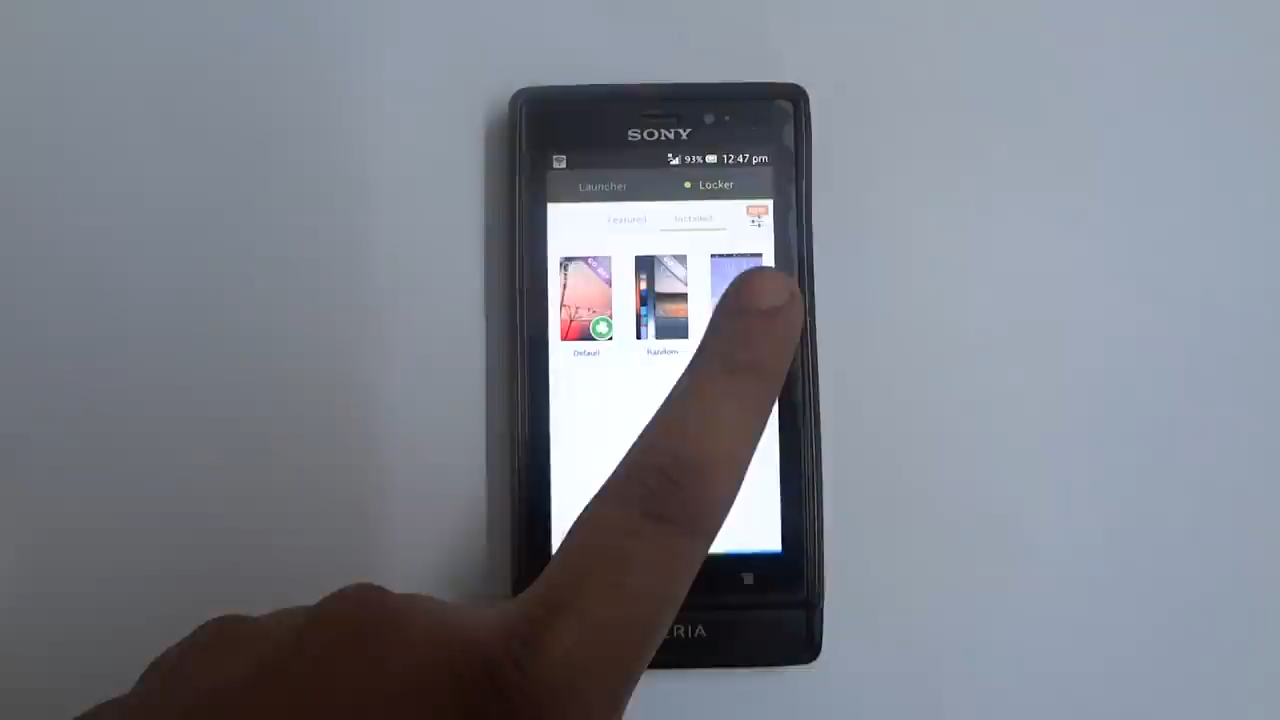 SONY
93% 12:47 pm
Launcher Locker
Featured Installed
Default Random
ERIA